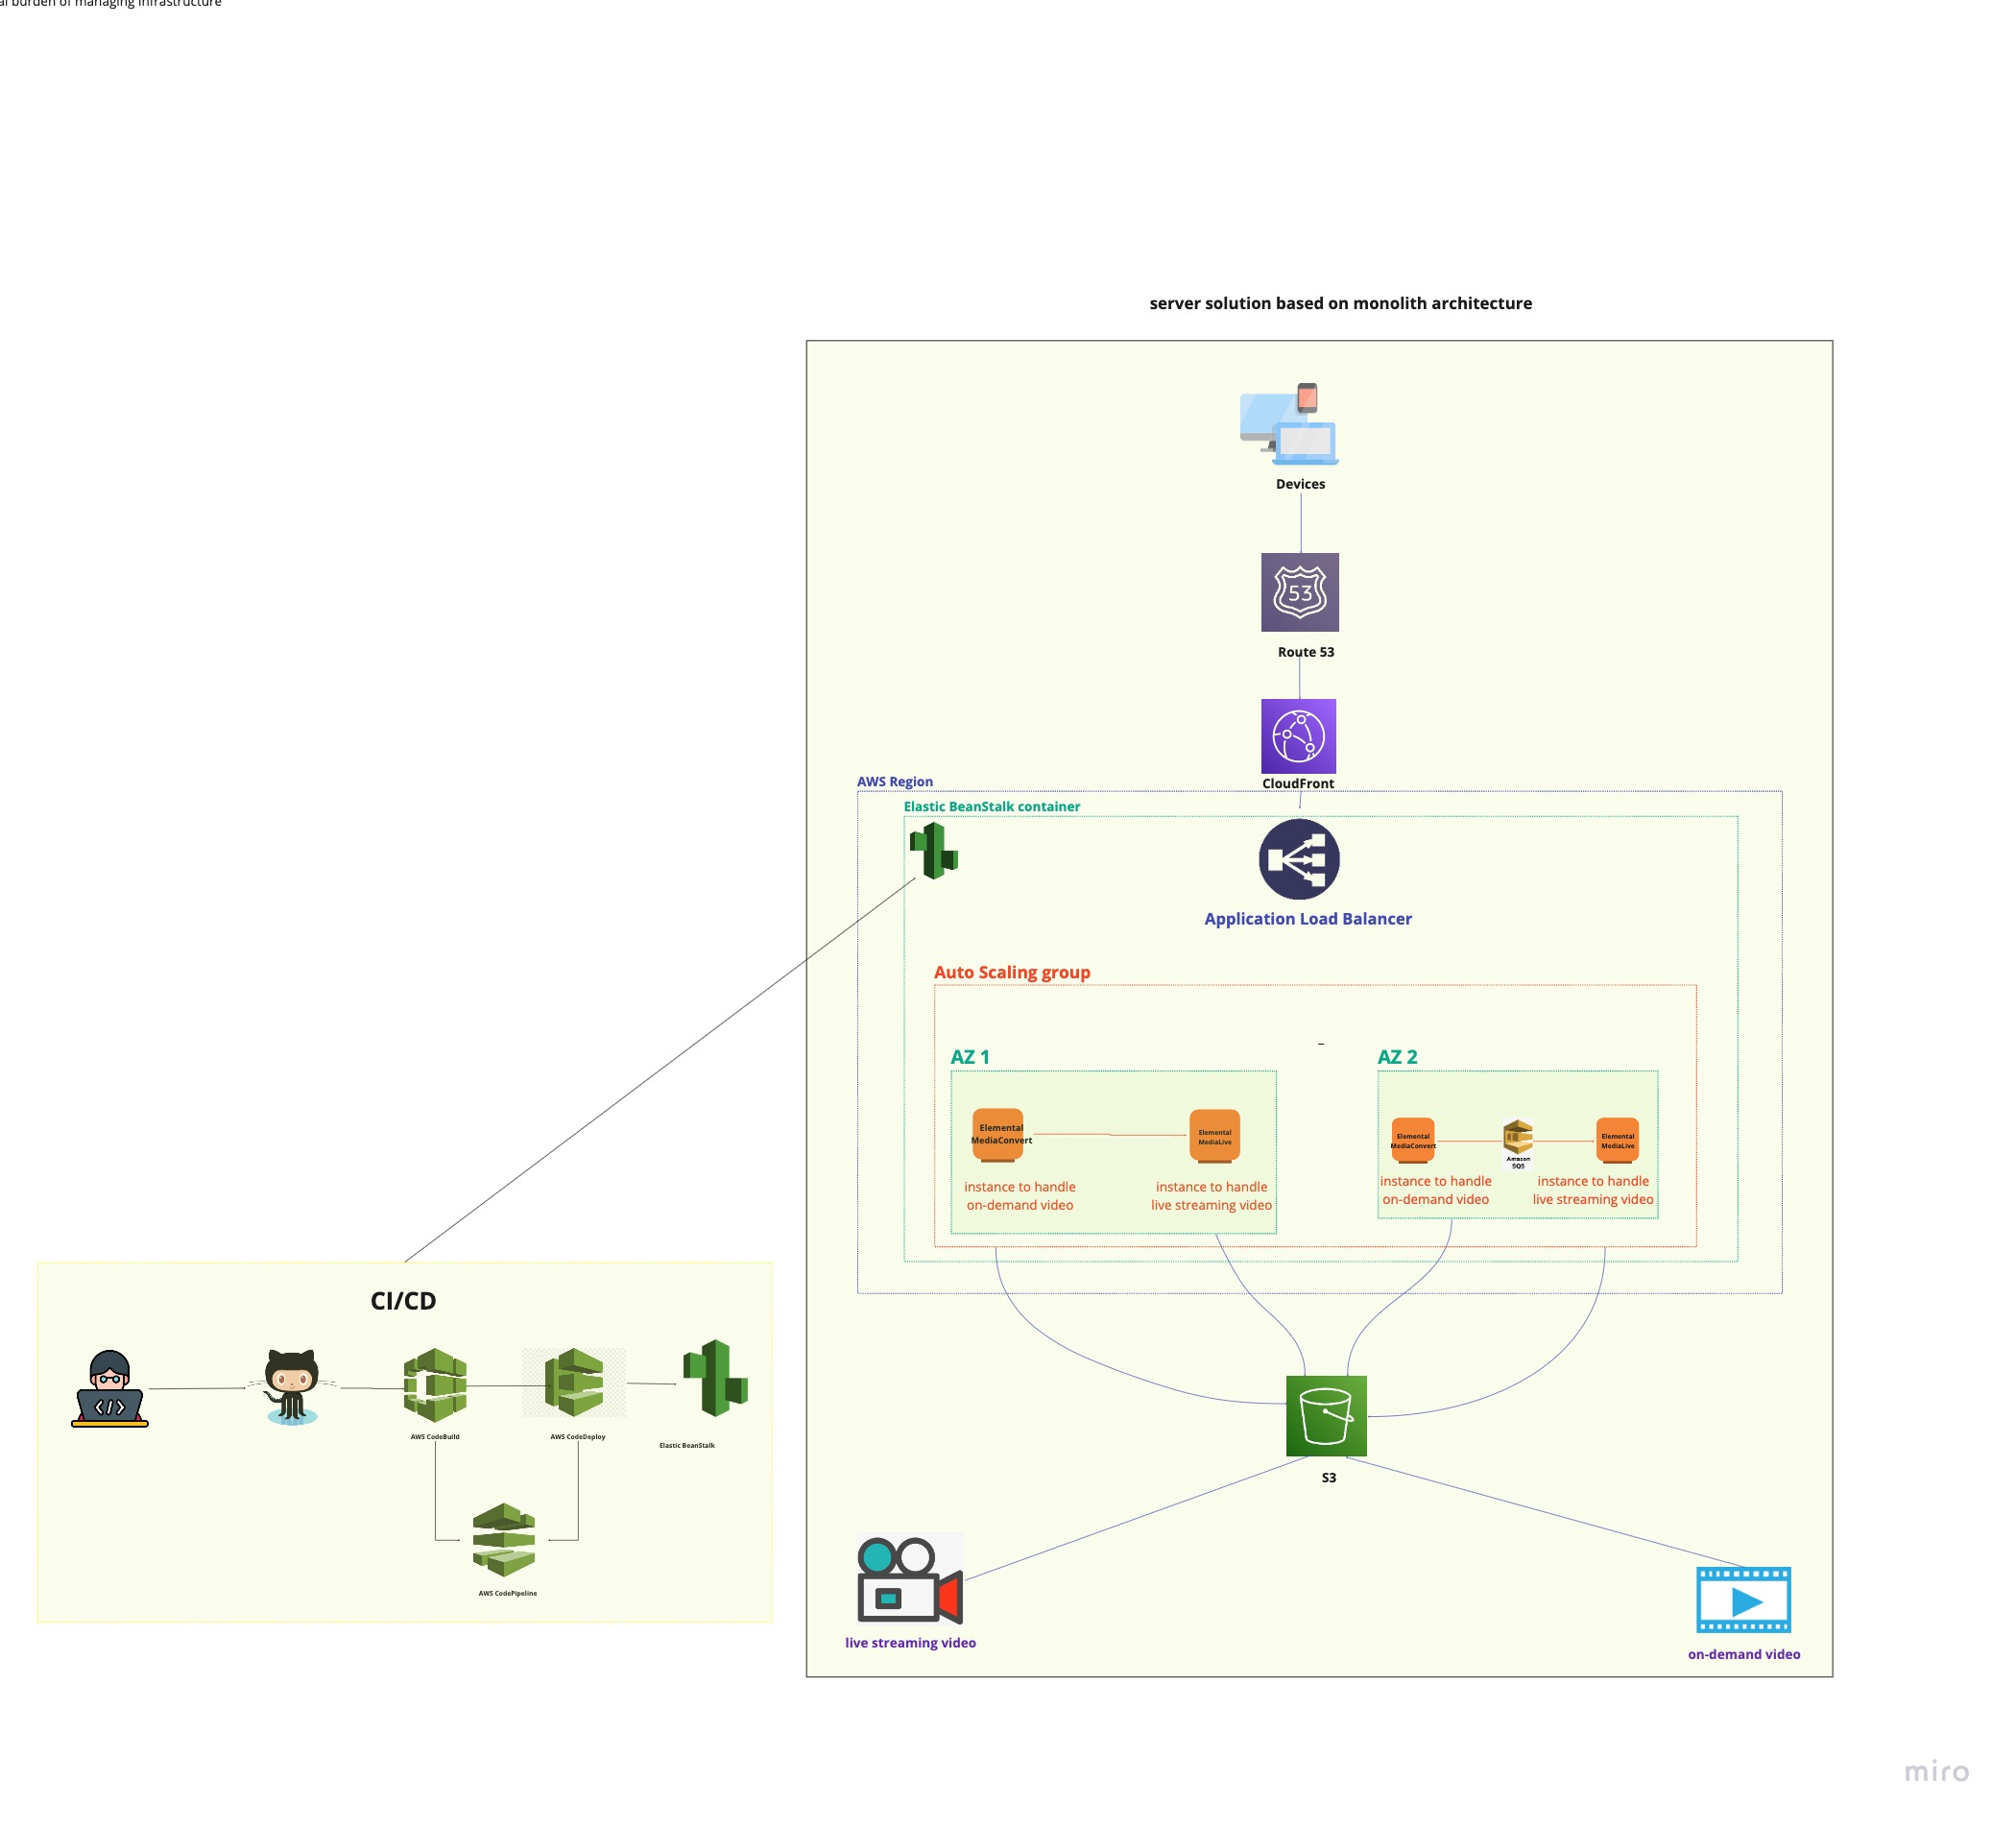 al burden of managing infrastructure
server solution based on monolith architecture
Devices
53
Route 53
CloudFront
AWS Region
Elastic BeanStalk container
Application Load Balancer
Auto Scaling group
–
AZ 1
AZ 2
Elemental
MediaConvert
Elemental
MediaLive
Elemental
MediaConvert
Amazon
SQS
Elemental
MediaLive
instance to handle
on-demand video
instance to handle
live streaming video
instance to handle
on-demand video
instance to handle
live streaming video
CI/CD
</>
AWS CodeBuild
AWS CodeDeploy
Elastic BeanStalk
AWS CodePipeline
S3
live streaming video
on-demand video
miro